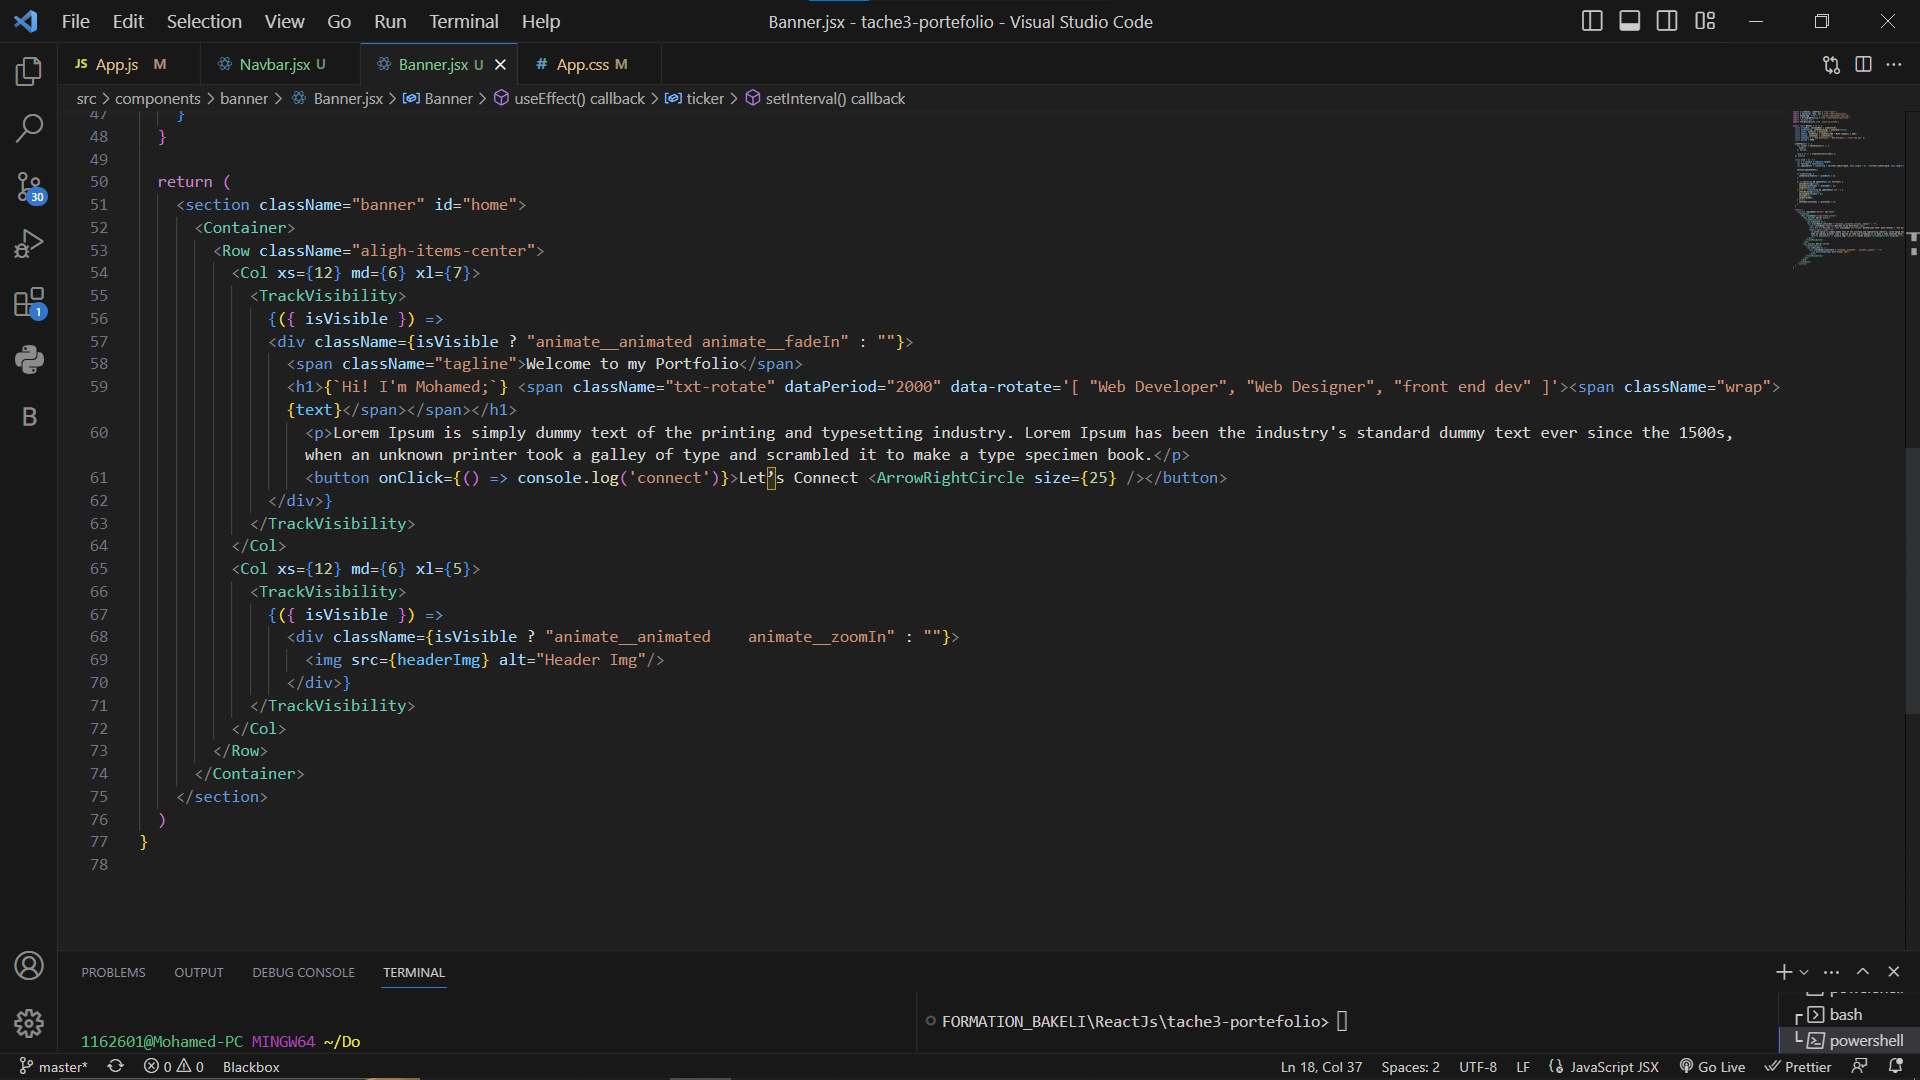 File Edit Selection View Go Run Terminal Help
Banner.jsx - tache3-portefolio - Visual Studio Code
JS App.js M
Navbar.jsx U
Banner.jsx U
# App.css M
src > components > banner > Banner.jsx > Banner > useEffect() callback > ticker > setInterval() callback
47 }
48 }
49
50 return (
51 <section className="banner" id="home">
52 <Container>
53 <Row className="aligh-items-center">
54 <Col xs={12} md={6} xl={7}>
55 <TrackVisibility>
56 {({ isVisible }) =>
57 <div className={isVisible ? "animate__animated animate__fadeIn" : ""}>
58 <span className="tagline">Welcome to my Portfolio</span>
59 <h1>{`Hi! I'm Mohamed;`} <span className="txt-rotate" dataPeriod="2000" data-rotate='[ "Web Developer", "Web Designer", "front end dev" ]'><span className="wrap">
{text}</span></span></h1>
60 <p>Lorem Ipsum is simply dummy text of the printing and typesetting industry. Lorem Ipsum has been the industry's standard dummy text ever since the 1500s,
when an unknown printer took a galley of type and scrambled it to make a type specimen book.</p>
61 <button onClick={() => console.log('connect')}>Let’s Connect <ArrowRightCircle size={25} /></button>
62 </div>}
63 </TrackVisibility>
64 </Col>
65 <Col xs={12} md={6} xl={5}>
66 <TrackVisibility>
67 {({ isVisible }) =>
68 <div className={isVisible ? "animate__animated    animate__zoomIn" : ""}>
69 <img src={headerImg} alt="Header Img"/>
70 </div>}
71 </TrackVisibility>
72 </Col>
73 </Row>
74 </Container>
75 </section>
76 )
77 }
78
30
1
B
PROBLEMS OUTPUT DEBUG CONSOLE TERMINAL
1162601@Mohamed-PC MINGW64 ~/Do
FORMATION_BAKELI\ReactJs\tache3-portefolio>
bash
powershell
master* 0 0 Blackbox
Ln 18, Col 37 Spaces: 2 UTF-8 LF JavaScript JSX Go Live Prettier